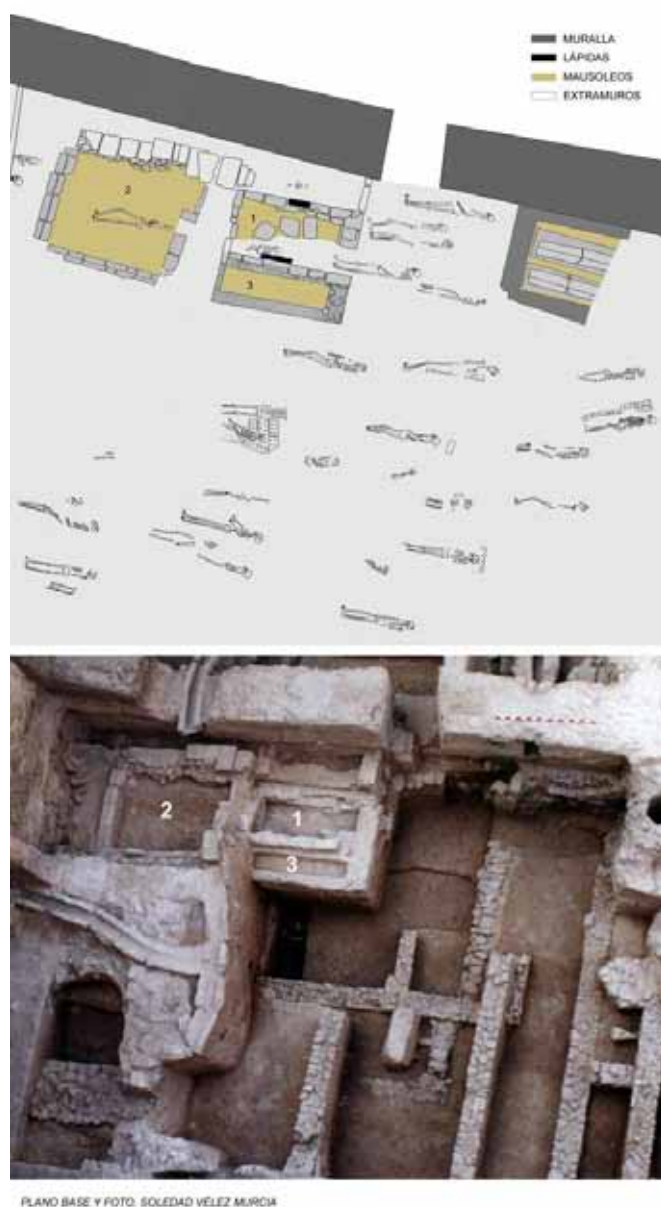 MURALLA
LÁPIDAS
MAUSOLEOS
EXTRAMUROS
2
1
3
2
1
3
PLANO BASE Y FOTO: SOLEDAD VÉLEZ MURCIA